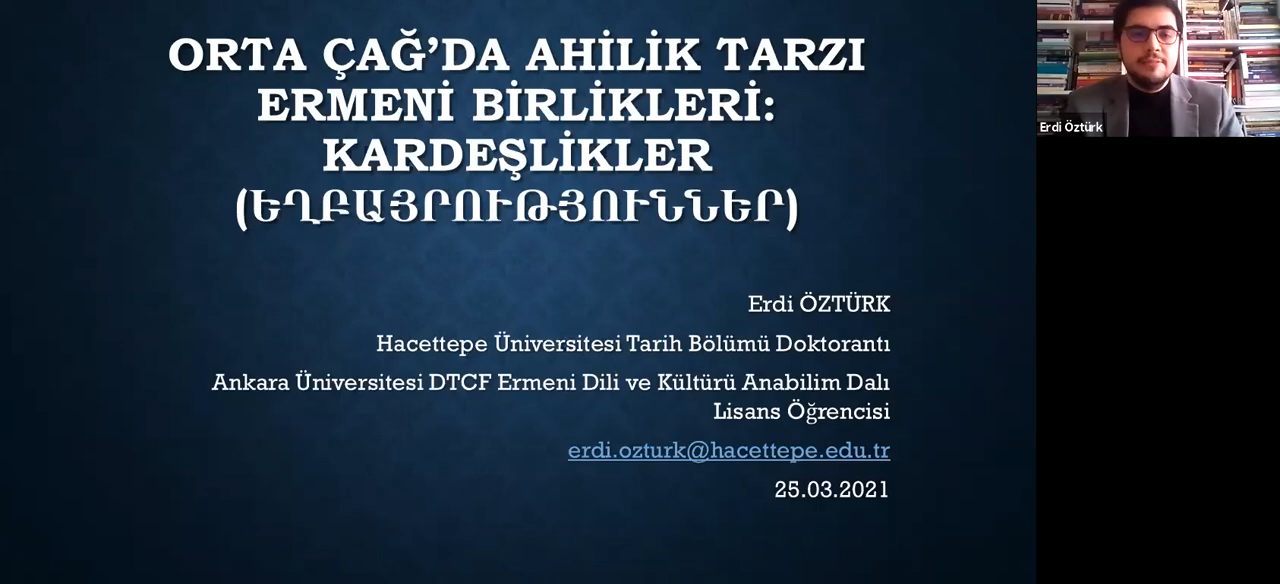 ORTA ÇAĞ’DA AHİLİK TARZI
ERMENİ BİRLİKLERİ:
KARDEŞLİKLER
(ԵՂԲԱՅՐՈՒԹՅՈՒՆՆԵՐ)
Erdi ÖZTÜRK
Hacettepe Üniversitesi Tarih Bölümü Doktorantı
Ankara Üniversitesi DTCF Ermeni Dili ve Kültürü Anabilim Dalı
Lisans Öğrencisi
erdi.ozturk@hacettepe.edu.tr
25.03.2021
Erdi Öztürk